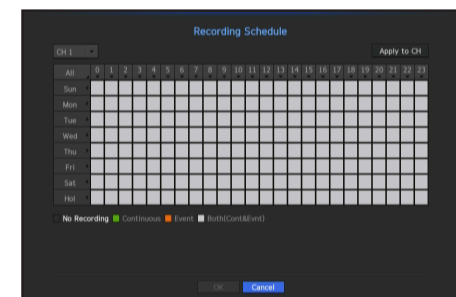 Recording Schedule
CH 1 Apply to CH
All 0 1 2 3 4 5 6 7 8 9 10 11 12 13 14 15 16 17 18 19 20 21 22 23
Sun
Mon
Tue
Wed
Thu
Fri
Sat
Hol
No Recording Continuous Event Both(Cont&Evnt)
OK Cancel